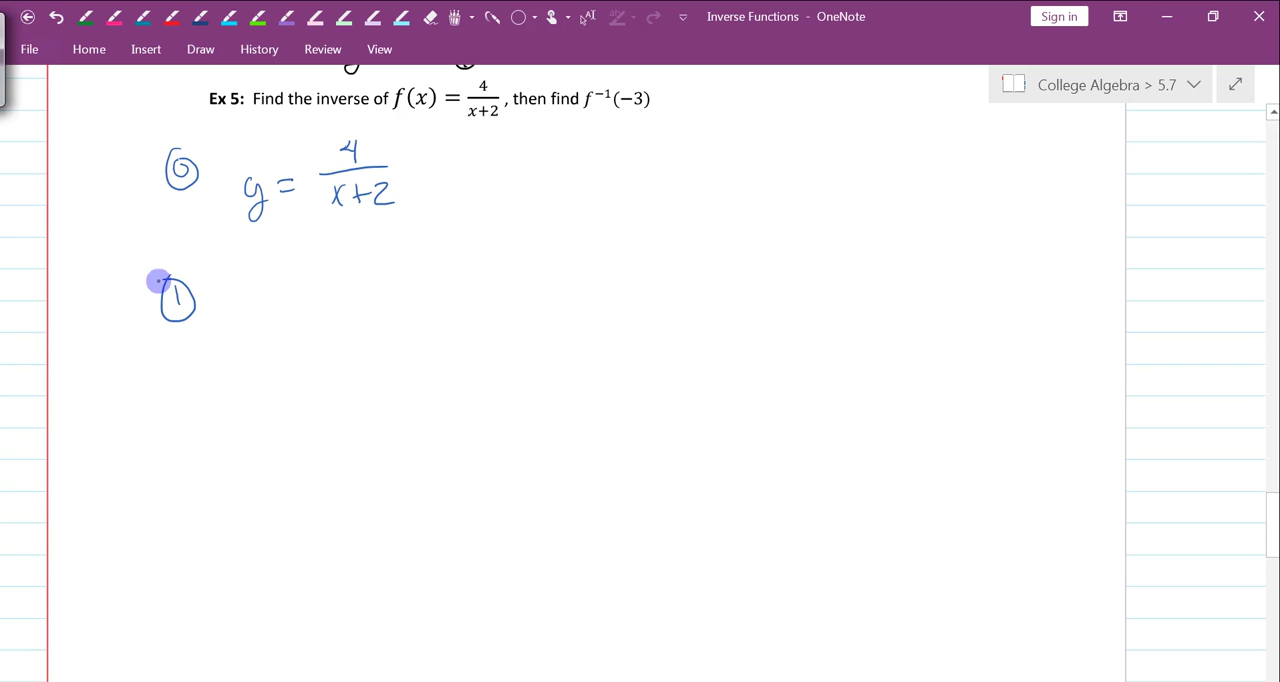 Inverse Functions - OneNote
Sign in
File Home Insert Draw History Review View
College Algebra > 5.7
Ex 5: Find the inverse of f(x) = 4/(x+2), then find f⁻¹(−3)
⓪ y = 4/(x+2)
①